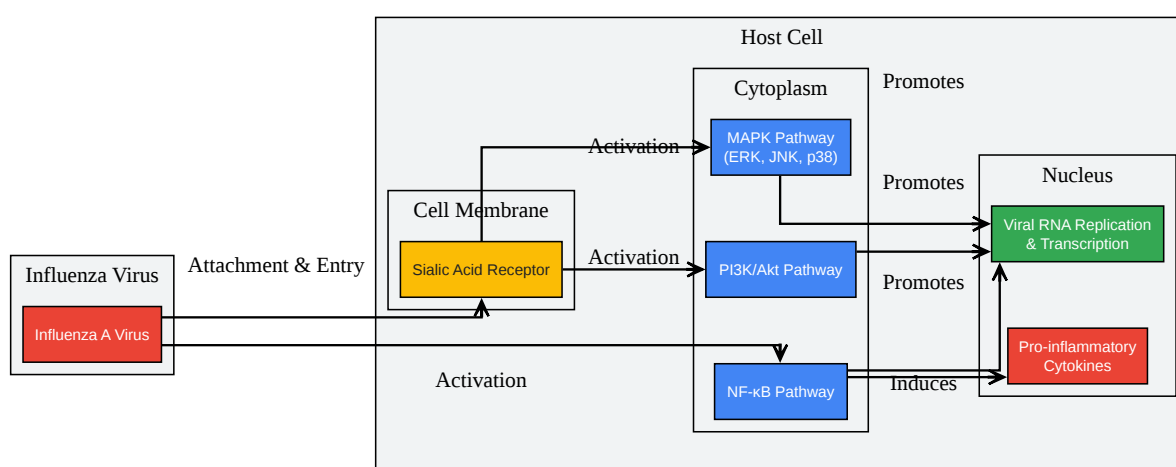 Host Cell
Cytoplasm
Promotes
MAPK Pathway
(ERK, JNK, p38)
Activation
Nucleus
Promotes
Cell Membrane
Viral RNA Replication
& Transcription
Influenza Virus
Attachment & Entry
Sialic Acid Receptor
Activation
PI3K/Akt Pathway
Promotes
Influenza A Virus
Pro-inflammatory
Cytokines
Activation
NF-κB Pathway
Induces